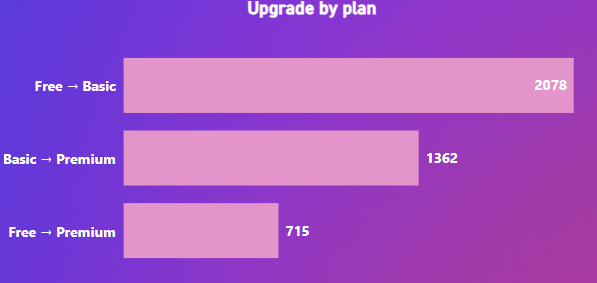 Upgrade by plan
Free → Basic 2078
Basic → Premium 1362
Free → Premium 715